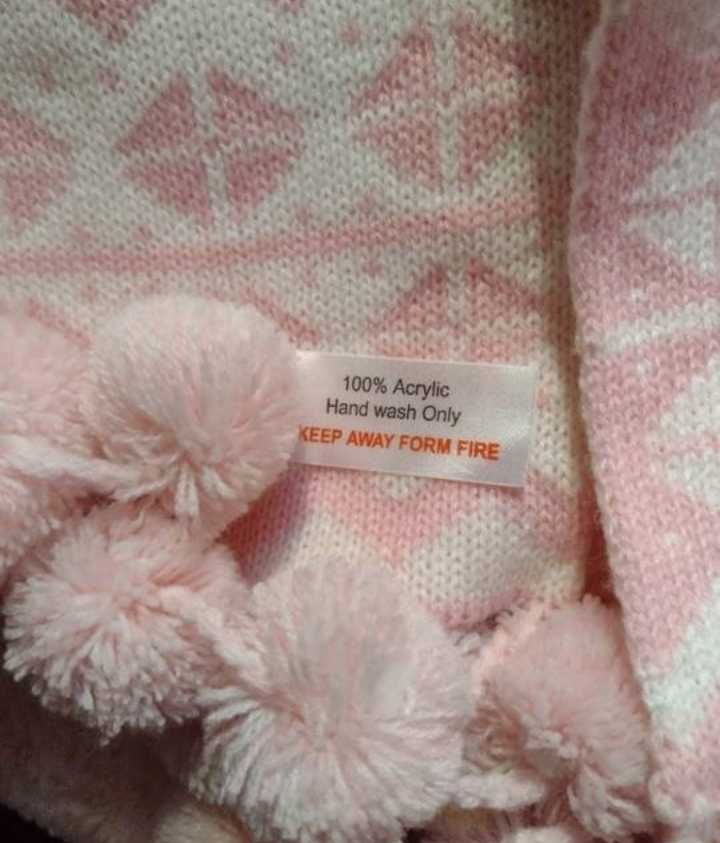 100% Acrylic
Hand wash Only
KEEP AWAY FORM FIRE